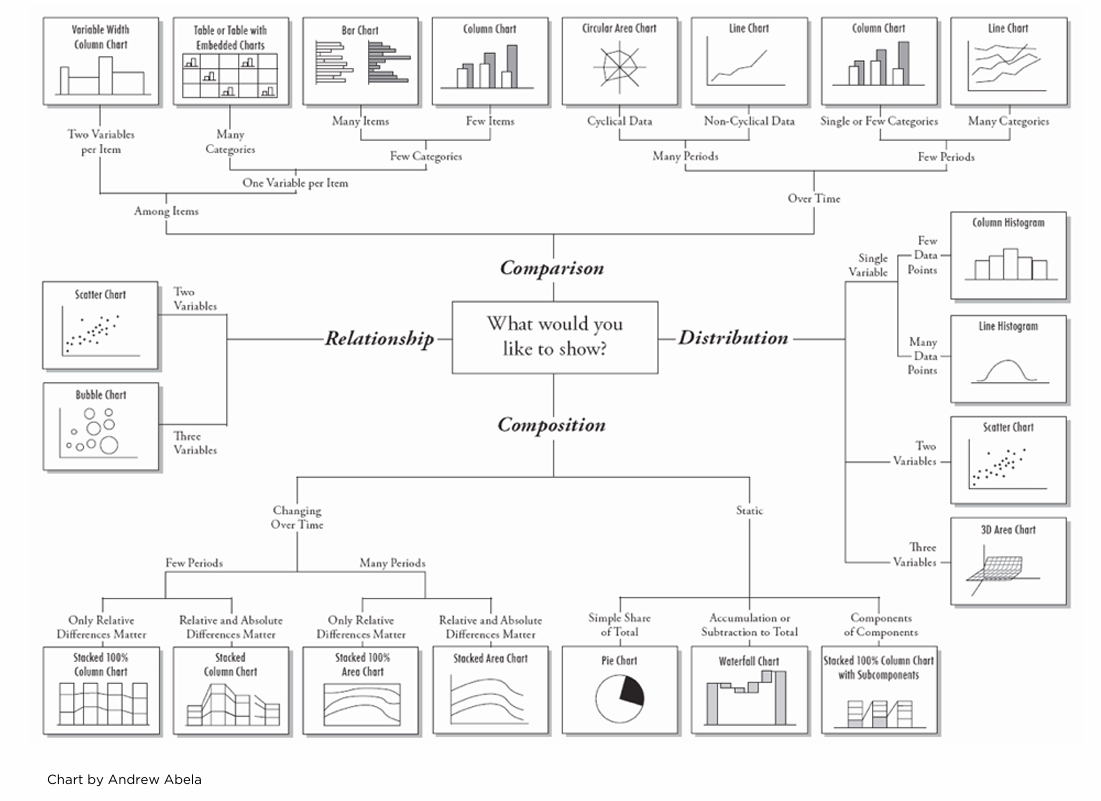 Variable Width
Column Chart
Table or Table with
Embedded Charts
Bar Chart
Column Chart
Circular Area Chart
Line Chart
Column Chart
Line Chart
Two Variables
per Item
Many
Categories
Many Items
Few Items
Cyclical Data
Non-Cyclical Data
Single or Few Categories
Many Categories
Few Categories
Many Periods
Few Periods
One Variable per Item
Over Time
Among Items
Comparison
What would you
like to show?
Relationship
Two
Variables
Scatter Chart
Bubble Chart
Three
Variables
Distribution
Single
Variable
Few
Data
Points
Column Histogram
Many
Data
Points
Line Histogram
Two
Variables
Scatter Chart
Three
Variables
3D Area Chart
Composition
Changing
Over Time
Static
Few Periods
Many Periods
Only Relative
Differences Matter
Relative and Absolute
Differences Matter
Only Relative
Differences Matter
Relative and Absolute
Differences Matter
Simple Share
of Total
Accumulation or
Subtraction to Total
Components
of Components
Stacked 100%
Column Chart
Stacked
Column Chart
Stacked 100%
Area Chart
Stacked Area Chart
Pie Chart
Waterfall Chart
Stacked 100% Column Chart
with Subcomponents
Chart by Andrew Abela